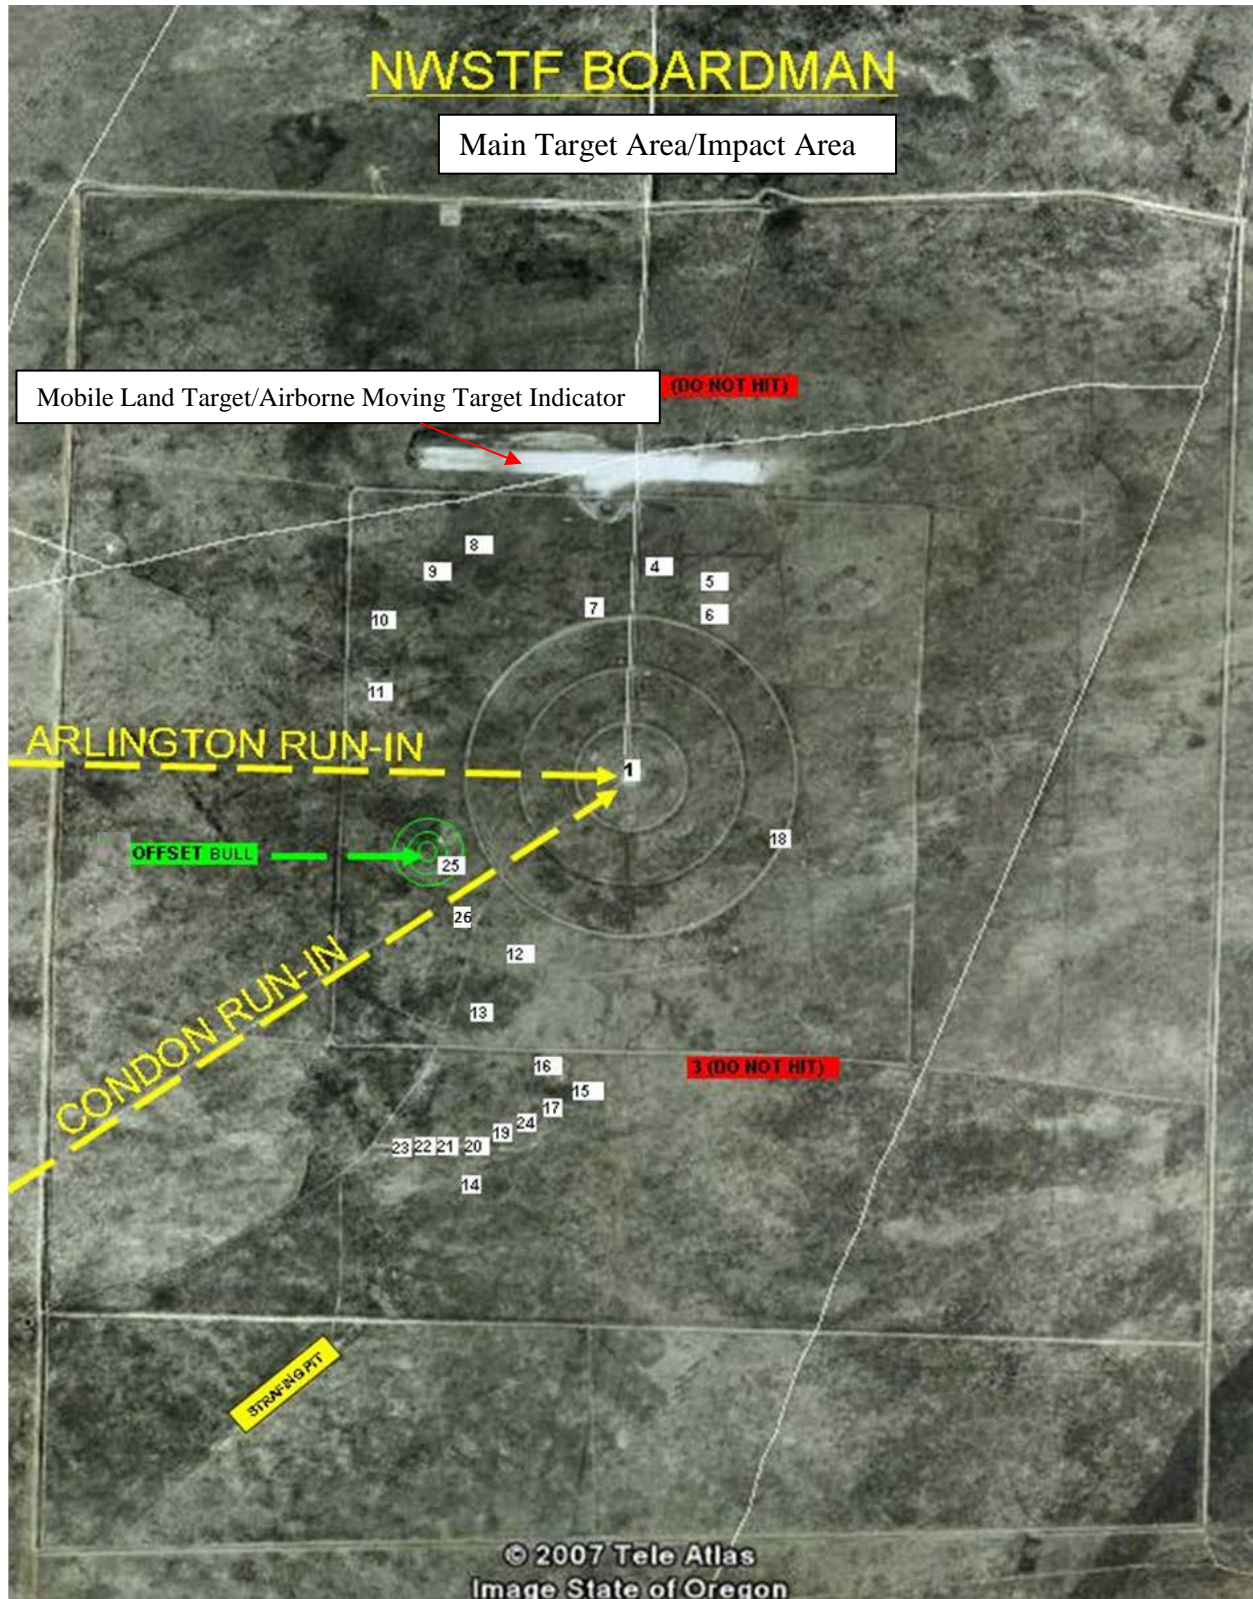 NWSTF BOARDMAN
Main Target Area/Impact Area
(DO NOT HIT)
Mobile Land Target/Airborne Moving Target Indicator
8
9
4
5
7
6
10
11
ARLINGTON RUN-IN
1
18
OFFSET BULL
25
26
12
CONDON RUN-IN
13
16
3 (DO NOT HIT)
15
17
24
19
23 22 21 20
14
STRAFING PIT
© 2007 Tele Atlas
Image State of Oregon